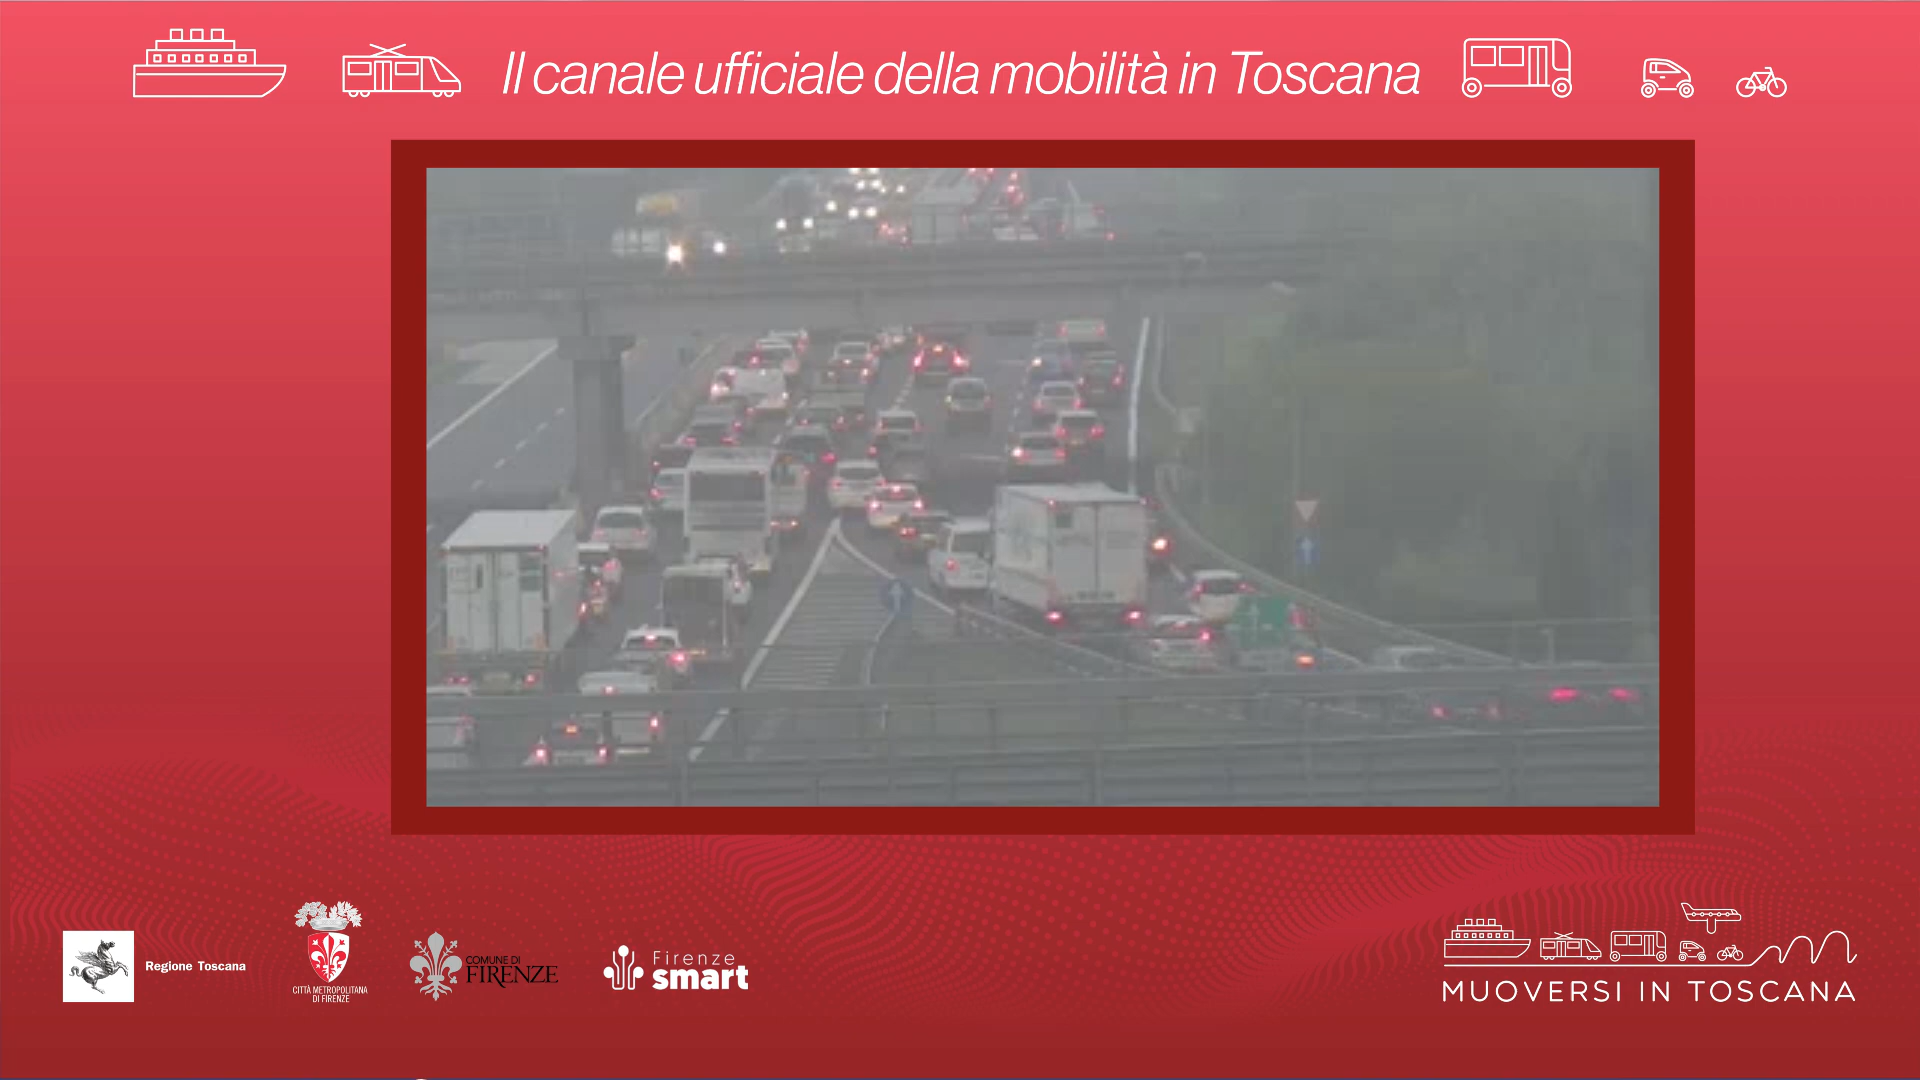 Il canale ufficiale della mobilità in Toscana
Regione Toscana
CITTÀ METROPOLITANA
DI FIRENZE
COMUNE DI
FIRENZE
Firenze
smart
MUOVERSI IN TOSCANA